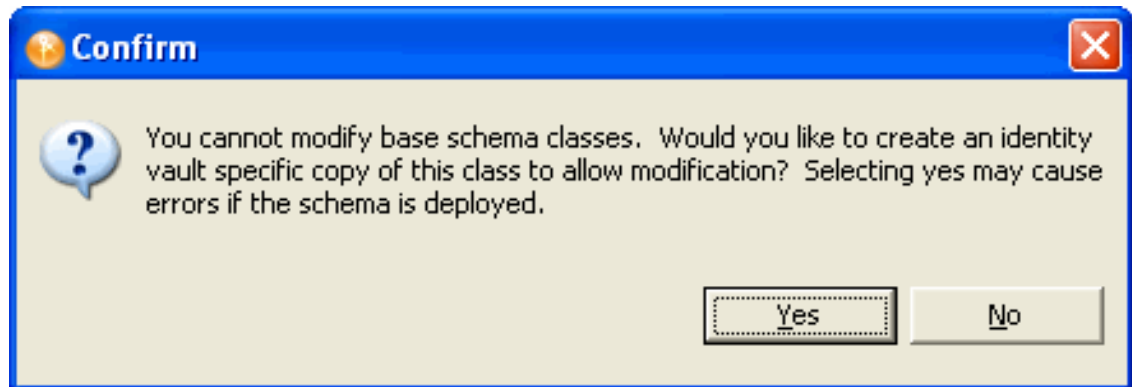 Confirm
You cannot modify base schema classes.  Would you like to create an identity
vault specific copy of this class to allow modification?  Selecting yes may cause
errors if the schema is deployed.
Yes
No